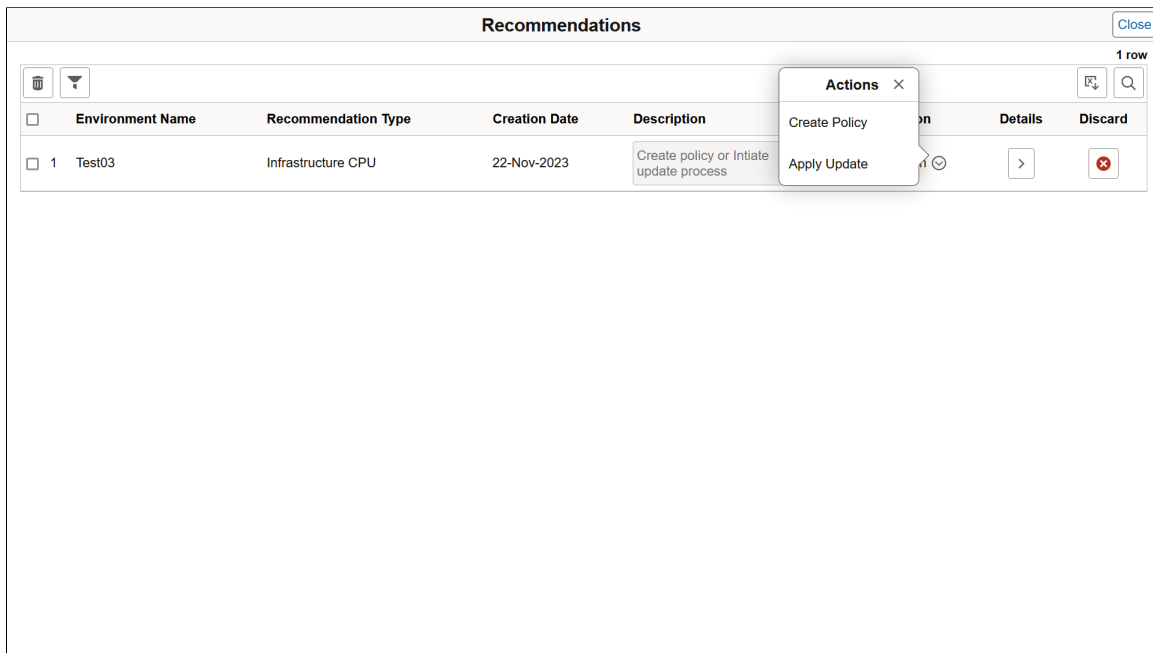 Recommendations
Close
1 row
Actions
Environment Name Recommendation Type Creation Date Description Details Discard
Create Policy
1 Test03 Infrastructure CPU 22-Nov-2023
Create policy or Intiate
update process
Apply Update